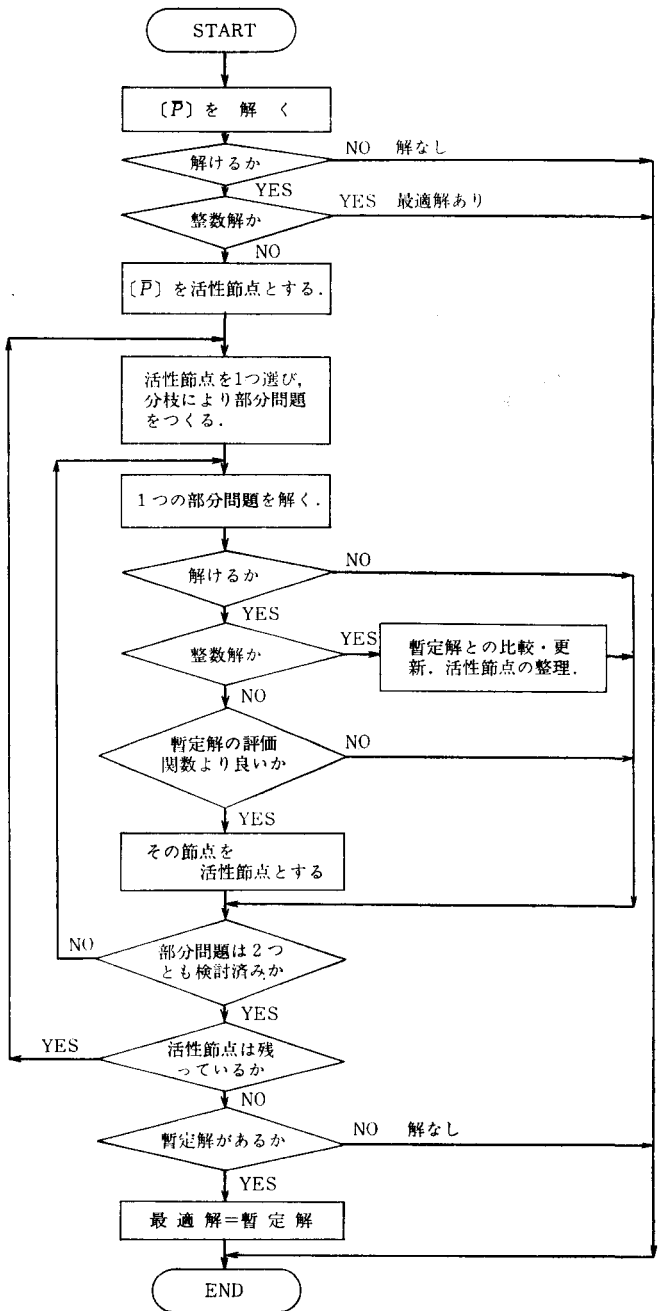 START
〔P̄〕を 解 く
解けるか
NO 解なし
YES
整数解か
YES 最適解あり
NO
〔P̄〕を活性節点とする.
活性節点を1つ選び,
分枝により部分問題
をつくる.
1つの部分問題を解く.
解けるか
NO
YES
整数解か
YES
暫定解との比較・更
新. 活性節点の整理.
NO
暫定解の評価
関数より良いか
NO
YES
その節点を
活性節点とする
NO
部分問題は2つ
とも検討済みか
YES
YES
活性節点は残
っているか
NO
暫定解があるか
NO 解なし
YES
最 適 解=暫 定 解
END